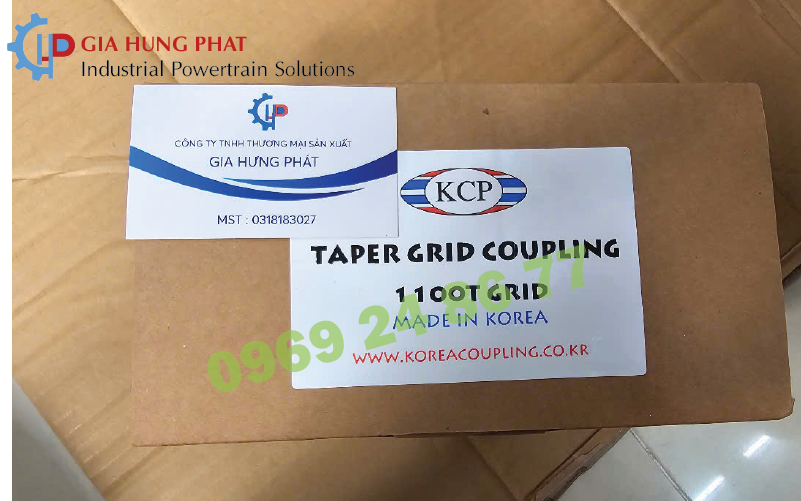 GIA HUNG PHAT
Industrial Powertrain Solutions
CÔNG TY TNHH THƯƠNG MẠI SẢN XUẤT
GIA HƯNG PHÁT
MST : 0318183027
KCP
TAPER GRID COUPLING
1100T GRID
MADE IN KOREA
WWW.KOREACOUPLING.CO.KR
0969 24 86 77